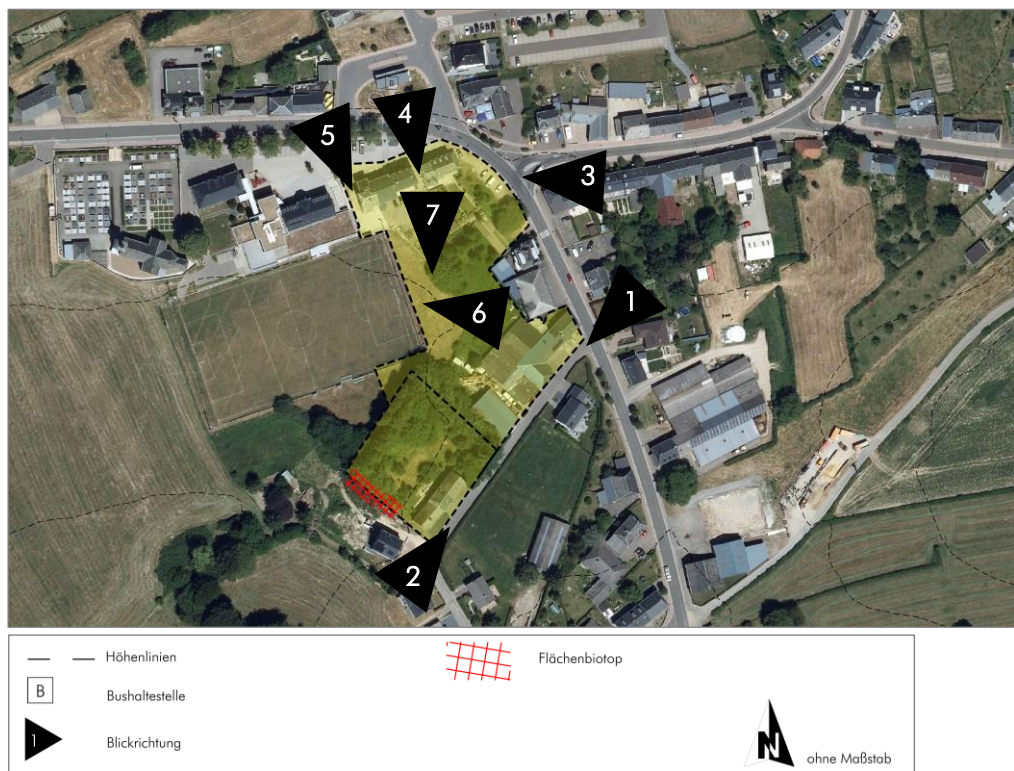 5
4
3
7
1
6
2
Höhenlinien
Flächenbiotop
B
Bushaltestelle
1
Blickrichtung
N
ohne Maßstab